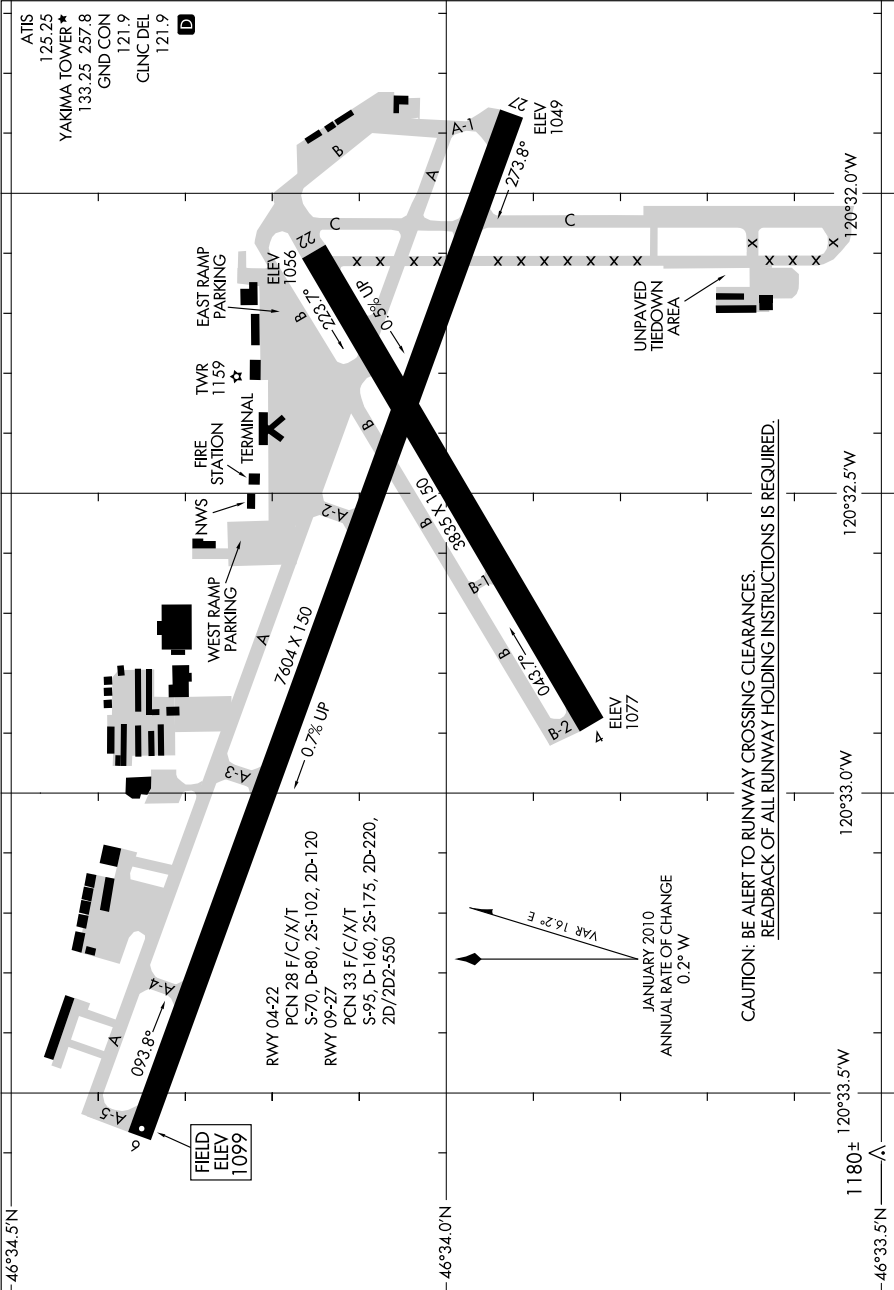 ATIS
125.25
YAKIMA TOWER★
133.25 257.8
GND CON
121.9
CLNC DEL
121.9
D
46°34.5'N
46°34.0'N
46°33.5'N
120°33.5'W
120°33.0'W
120°32.5'W
120°32.0'W
FIELD
ELEV
1099
9
A-5
A
093.8°
A-4
A-3
0.7% UP
7604 X 150
A
WEST RAMP
PARKING
NWS
FIRE
STATION
TERMINAL
TWR
1159
EAST RAMP
PARKING
A-2
B
B
B-1
B
B-2
4
ELEV
1077
043.7°
3835 X 150
0.5% UP
223.7°
B
22
ELEV
1056
C
B
A
A-1
27
ELEV
1049
273.8°
C
X X X X X X X X X X X X X
X
X X X X
UNPAVED
TIEDOWN
AREA
RWY 04-22
PCN 28 F/C/X/T
S-70, D-80, 2S-102, 2D-120
RWY 09-27
PCN 33 F/C/X/T
S-95, D-160, 2S-175, 2D-220,
2D/2D2-550
VAR 16.2° E
JANUARY 2010
ANNUAL RATE OF CHANGE
0.2° W
CAUTION: BE ALERT TO RUNWAY CROSSING CLEARANCES.
READBACK OF ALL RUNWAY HOLDING INSTRUCTIONS IS REQUIRED.
1180±